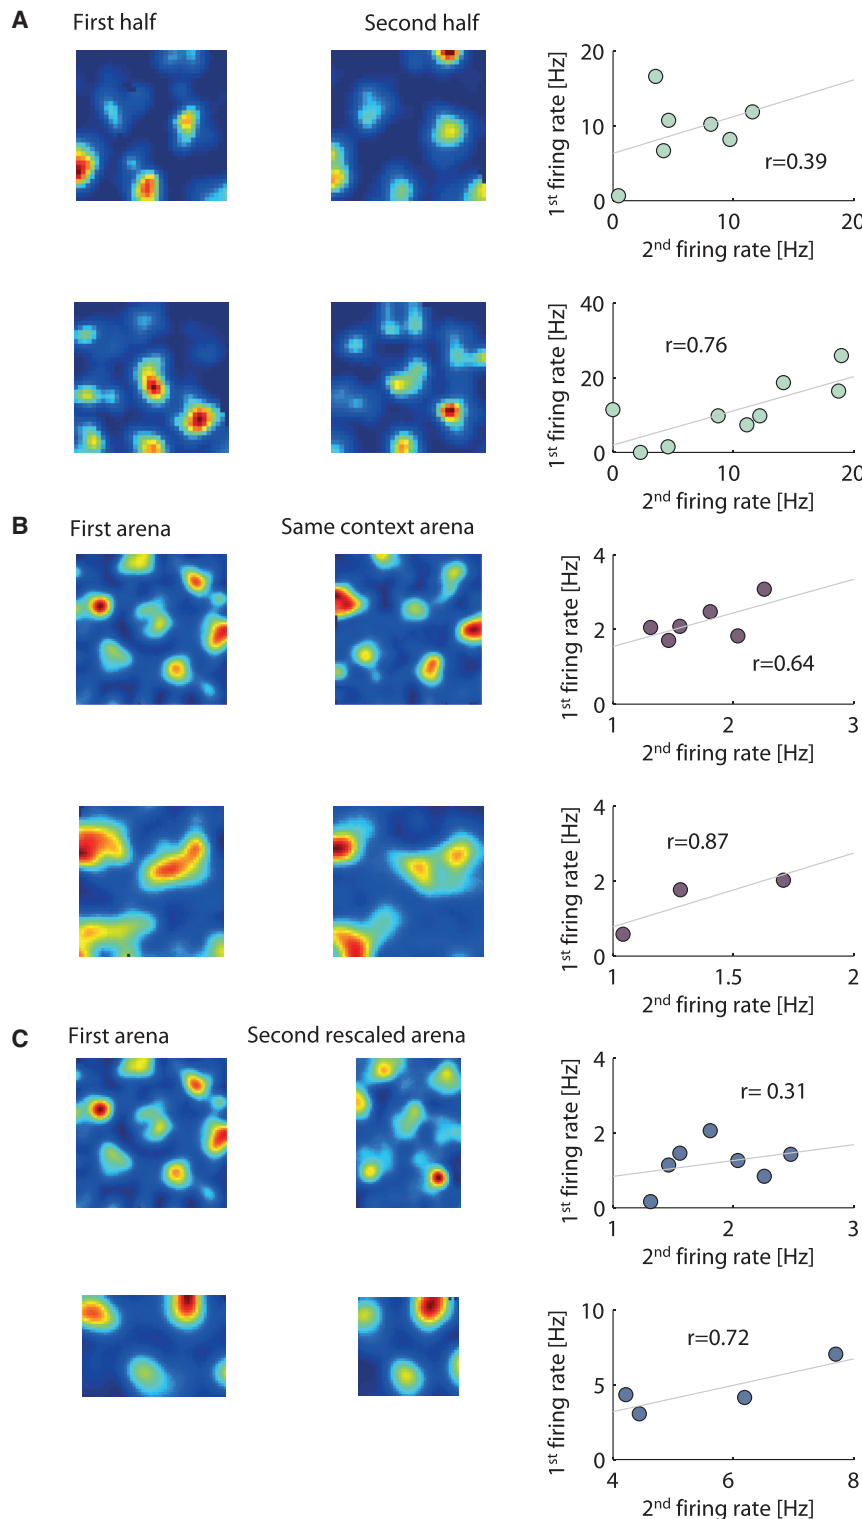 A
First half
Second half
20
10
0
1st firing rate [Hz]
r=0.39
0 10 20
2nd firing rate [Hz]
40
20
0
1st firing rate [Hz]
r=0.76
0 10 20
2nd firing rate [Hz]
B
First arena
Same context arena
4
2
0
1st firing rate [Hz]
r=0.64
1 2 3
2nd firing rate [Hz]
4
2
0
1st firing rate [Hz]
r=0.87
1 1.5 2
2nd firing rate [Hz]
C
First arena
Second rescaled arena
4
2
0
1st firing rate [Hz]
r= 0.31
1 2 3
2nd firing rate [Hz]
10
5
0
1st firing rate [Hz]
r=0.72
4 6 8
2nd firing rate [Hz]